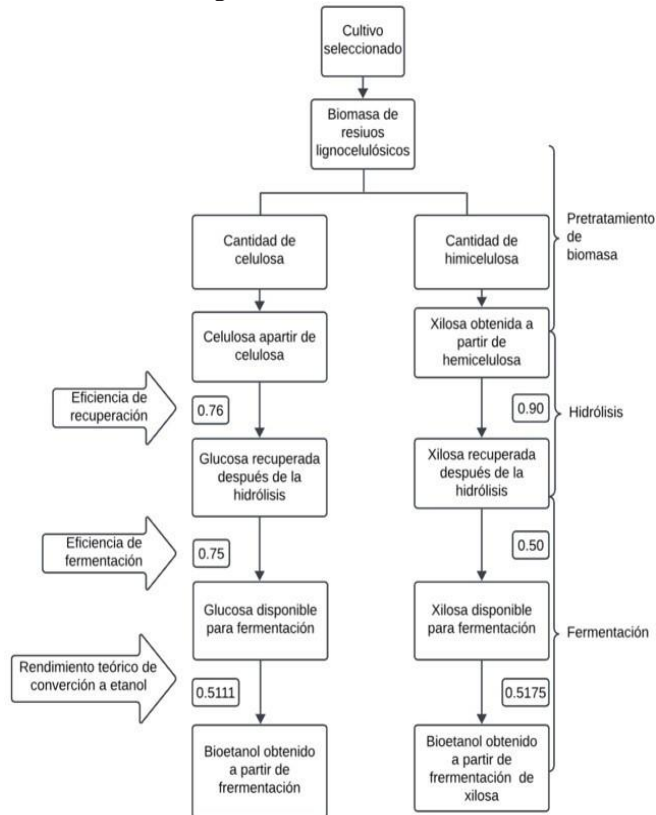 Cultivo
seleccionado
Biomasa de
resiuos
lignocelulósicos
Pretratamiento
de
biomasa
Cantidad de
celulosa
Cantidad de
himicelulosa
Celulosa apartir de
celulosa
Xilosa obtenida a
partir de
hemicelulosa
Eficiencia de
recuperación
0.76
0.90
Hidrólisis
Glucosa recuperada
después de la
hidrólisis
Xilosa recuperada
después de la
hidrólisis
Eficiencia de
fermentación
0.75
0.50
Glucosa disponible
para fermentación
Xilosa disponible
para fermentación
Fermentación
Rendimiento teórico de
converción a etanol
0.5111
0.5175
Bioetanol obtenido
a partir de
frermentación
Bioetanol obtenido
a partir de
frermentación de
xilosa